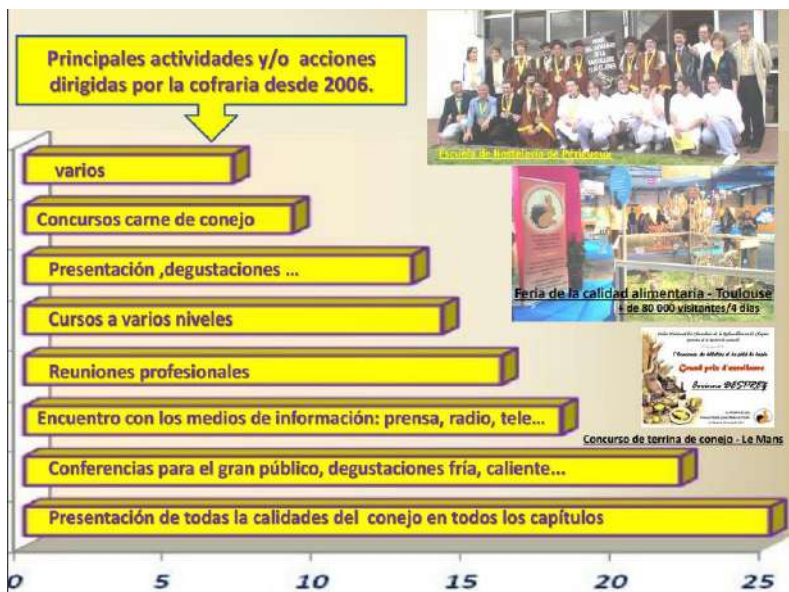 Principales actividades y/o acciones
dirigidas por la cofraria desde 2006.
Escuela de hosteleria de Périgueux
varios
Concursos carne de conejo
Presentación ,degustaciones ...
Feria de la calidad alimentaria - Toulouse
+ de 80 000 visitantes/4 dias
Cursos a varios niveles
Reuniones profesionales
Grand prix d'excellence
Encuentro con los medios de información: prensa, radio, tele...
Concurso de terrina de conejo - Le Mans
Conferencias para el gran público, degustaciones fría, caliente...
Presentación de todas la calidades del conejo en todos los capítulos
0 5 10 15 20 25